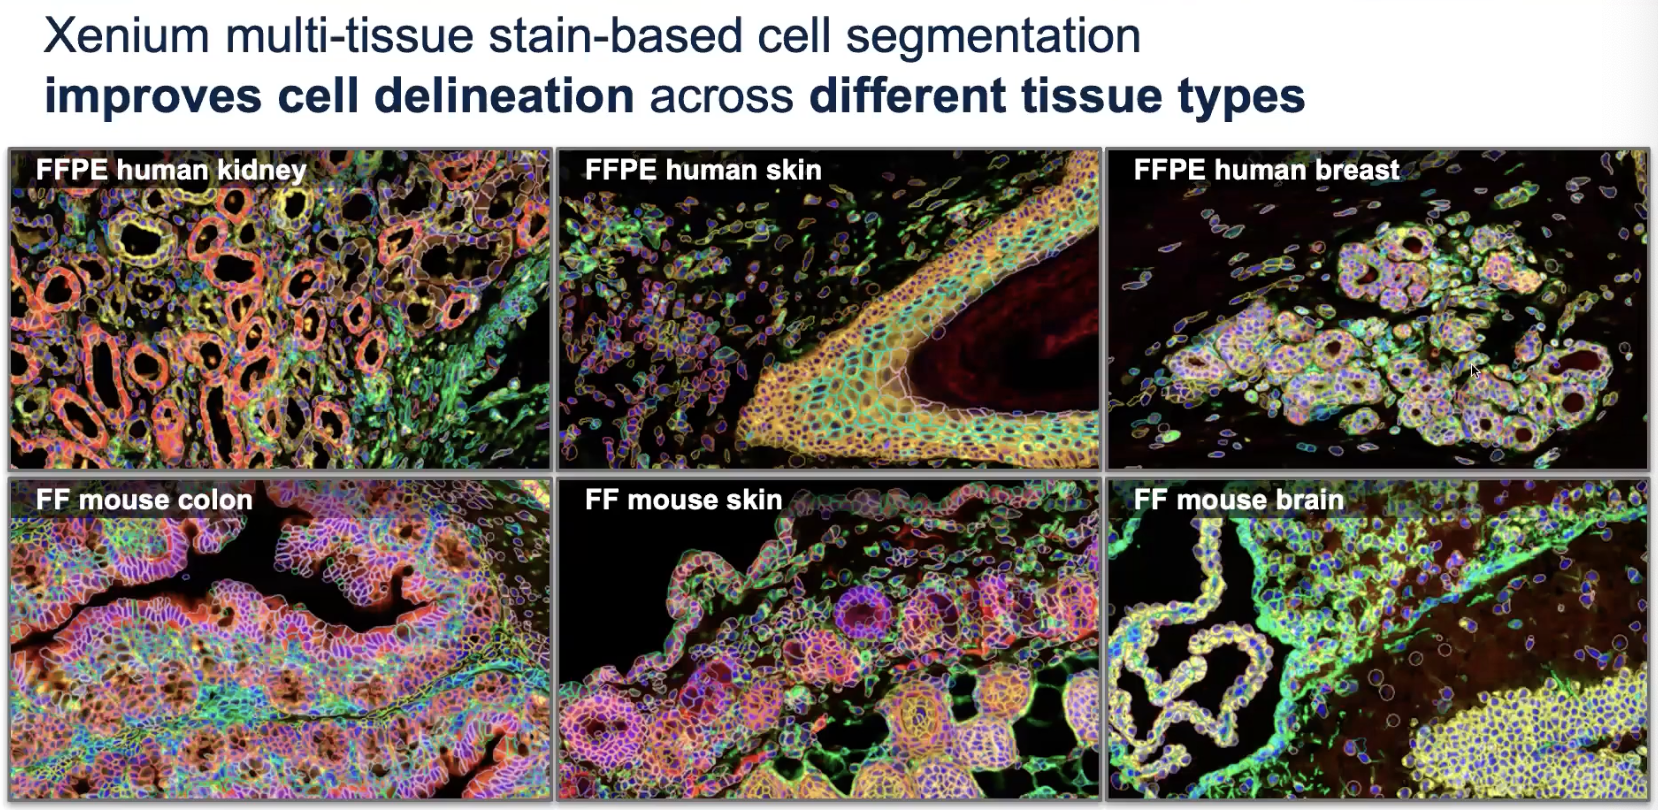 Xenium multi-tissue stain-based cell segmentation
improves cell delineation across different tissue types
FFPE human kidney
FFPE human skin
FFPE human breast
FF mouse colon
FF mouse skin
FF mouse brain